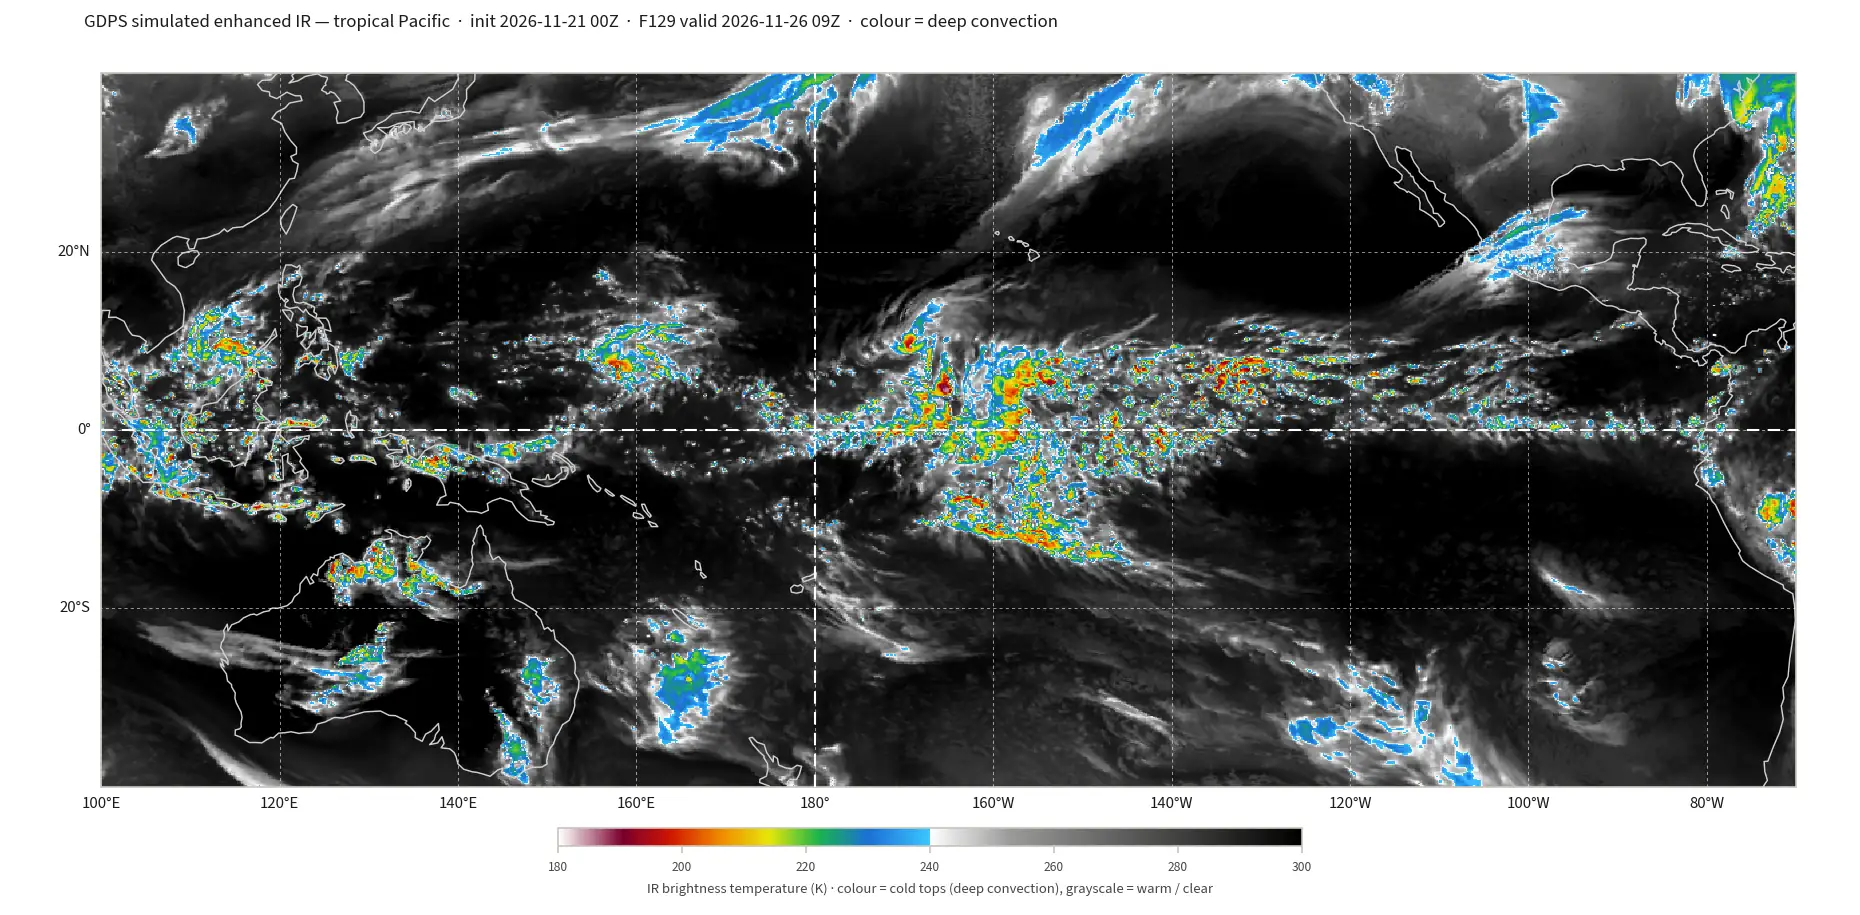 GDPS simulated enhanced IR — tropical Pacific · init 2026-11-21 00Z · F129 valid 2026-11-26 09Z · colour = deep convection
20°N
0°
20°S
100°E 120°E 140°E 160°E 180° 160°W 140°W 120°W 100°W 80°W
180 200 220 240 260 280 300
IR brightness temperature (K) · colour = cold tops (deep convection), grayscale = warm / clear